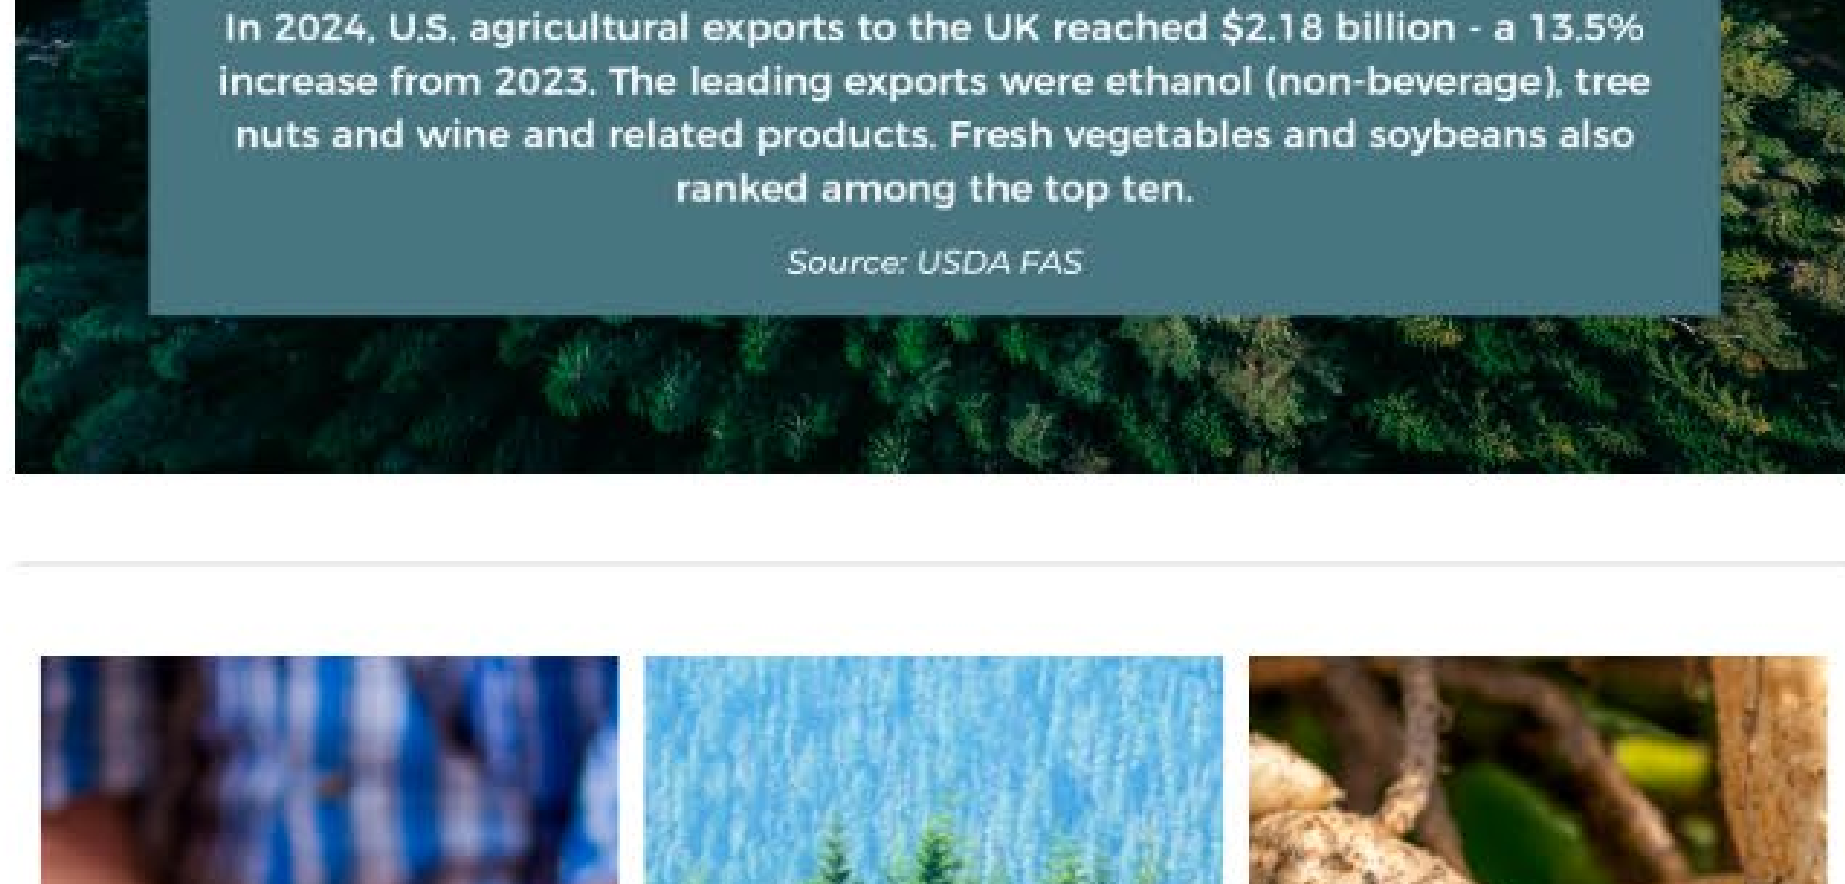 In 2024, U.S. agricultural exports to the UK reached $2.18 billion - a 13.5%
increase from 2023. The leading exports were ethanol (non-beverage), tree
nuts and wine and related products. Fresh vegetables and soybeans also
ranked among the top ten.
Source: USDA FAS